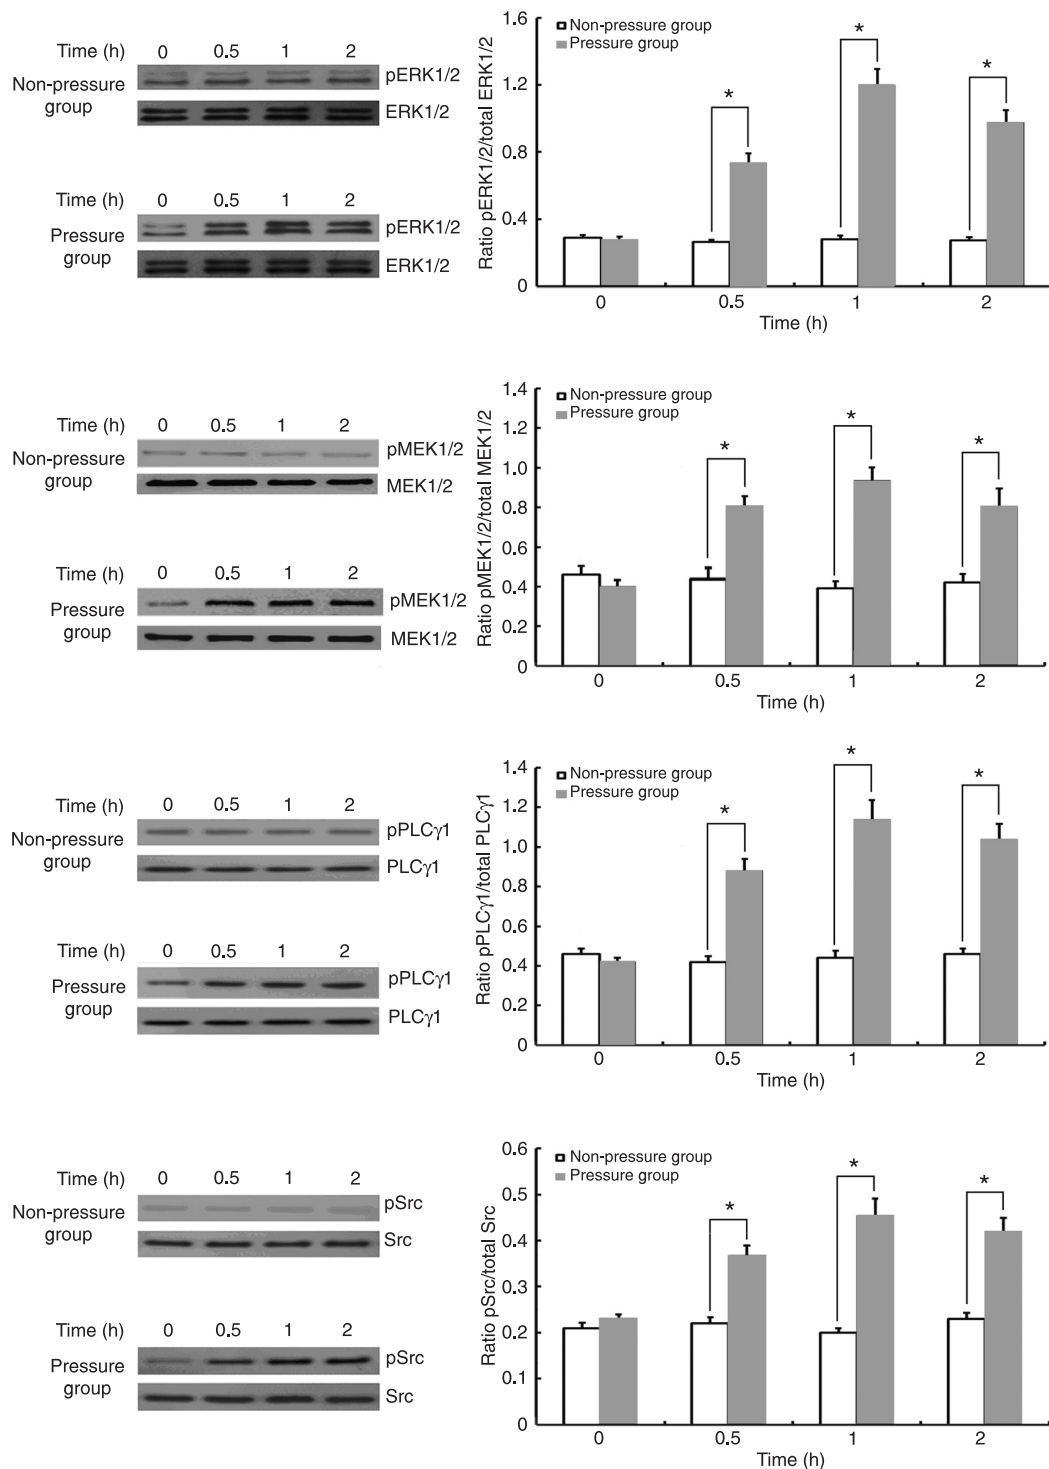 Time (h) 0 0.5 1 2
Non-pressure group
pERK1/2
ERK1/2
Time (h) 0 0.5 1 2
Pressure group
pERK1/2
ERK1/2
Ratio pERK1/2/total ERK1/2
1.6
1.2
0.8
0.4
0
Non-pressure group
Pressure group
* * *
0 0.5 1 2
Time (h)
Time (h) 0 0.5 1 2
Non-pressure group
pMEK1/2
MEK1/2
Time (h) 0 0.5 1 2
Pressure group
pMEK1/2
MEK1/2
Ratio pMEK1/2/total MEK1/2
1.4
1.2
1.0
0.8
0.6
0.4
0.2
0
Non-pressure group
Pressure group
* * *
0 0.5 1 2
Time (h)
Time (h) 0 0.5 1 2
Non-pressure group
pPLCγ1
PLCγ1
Time (h) 0 0.5 1 2
Pressure group
pPLCγ1
PLCγ1
Ratio pPLCγ1/total PLCγ1
1.4
1.2
1.0
0.8
0.6
0.4
0.2
0
Non-pressure group
Pressure group
* * *
0 0.5 1 2
Time (h)
Time (h) 0 0.5 1 2
Non-pressure group
pSrc
Src
Time (h) 0 0.5 1 2
Pressure group
pSrc
Src
Ratio pSrc/total Src
0.6
0.5
0.4
0.3
0.2
0.1
0
Non-pressure group
Pressure group
* * *
0 0.5 1 2
Time (h)